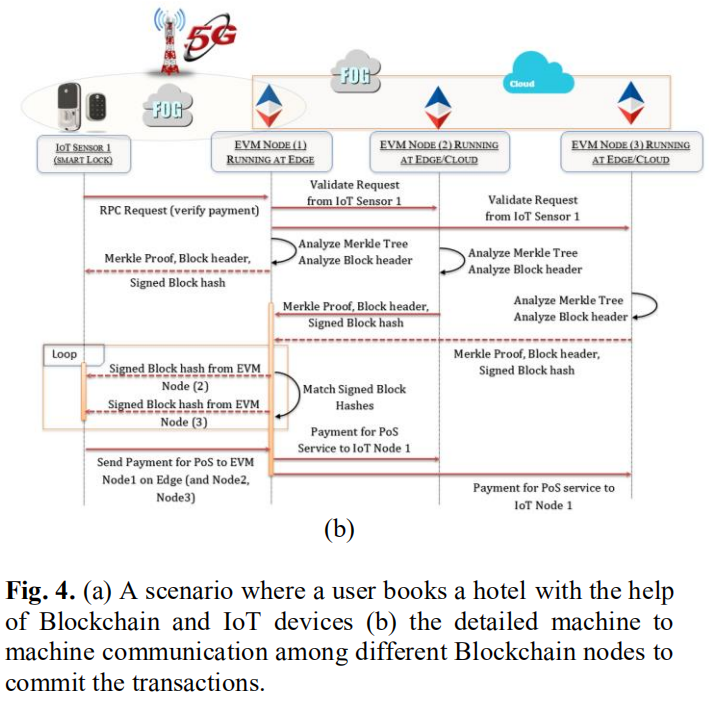 5G
FOG
FOG
Cloud
IOT SENSOR 1
(SMART LOCK)
EVM NODE (1)
RUNNING AT EDGE
EVM NODE (2) RUNNING
AT EDGE/CLOUD
EVM NODE (3) RUNNING
AT EDGE/CLOUD
RPC Request (verify payment)
Validate Request
from IoT Sensor 1
Validate Request
from IoT Sensor 1
Analyze Merkle Tree
Analyze Block header
Merkle Proof, Block header,
Signed Block hash
Analyze Merkle Tree
Analyze Block header
Analyze Merkle Tree
Analyze Block header
Merkle Proof, Block header,
Signed Block hash
Merkle Proof, Block header,
Signed Block hash
Loop
Signed Block hash from EVM
Node (2)
Signed Block hash from EVM
Node (3)
Match Signed Block
Hashes
Payment for PoS
Service to IoT Node 1
Send Payment for PoS to EVM
Node1 on Edge (and Node2,
Node3)
Payment for PoS service to
IoT Node 1
(b)
Fig. 4. (a) A scenario where a user books a hotel with the help
of Blockchain and IoT devices (b) the detailed machine to
machine communication among different Blockchain nodes to
commit the transactions.